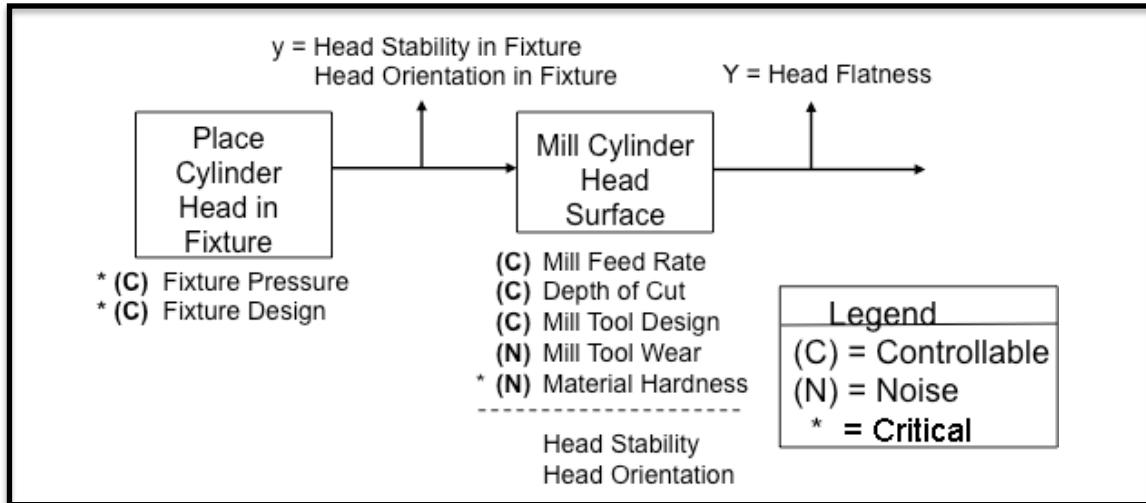 y = Head Stability in Fixture
Head Orientation in Fixture
Y = Head Flatness
Place
Cylinder
Head in
Fixture
Mill Cylinder
Head
Surface
* (C) Fixture Pressure
* (C) Fixture Design
(C) Mill Feed Rate
(C) Depth of Cut
(C) Mill Tool Design
(N) Mill Tool Wear
* (N) Material Hardness
Head Stability
Head Orientation
Legend
(C) = Controllable
(N) = Noise
* = Critical